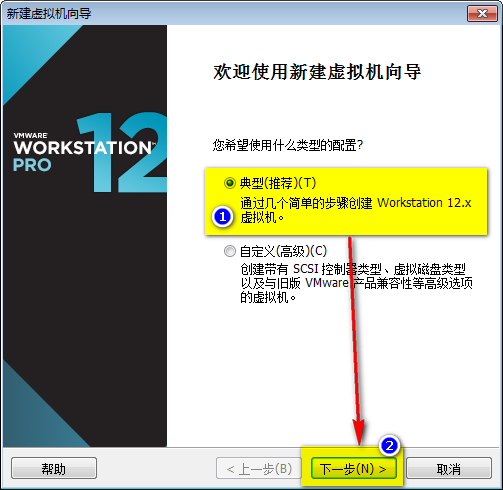 新建虚拟机向导
欢迎使用新建虚拟机向导
VMWARE
WORKSTATION™
PRO
12
您希望使用什么类型的配置?
典型(推荐)(T)
通过几个简单的步骤创建 Workstation 12.x
虚拟机。
1
自定义(高级)(C)
创建带有 SCSI 控制器类型、虚拟磁盘类型
以及与旧版 VMware 产品兼容性等高级选项
的虚拟机。
2
帮助
< 上一步(B)
下一步(N) >
取消